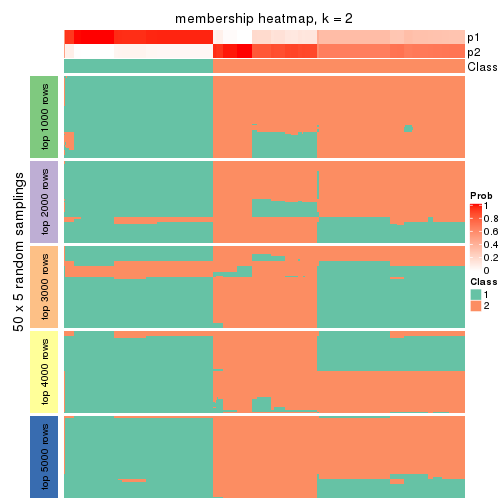 membership heatmap, k = 2
p1
p2
Class
50 x 5 random samplings
top 1000 rows
top 2000 rows
top 3000 rows
top 4000 rows
top 5000 rows
Prob
1
0.8
0.6
0.4
0.2
0
Class
1
2